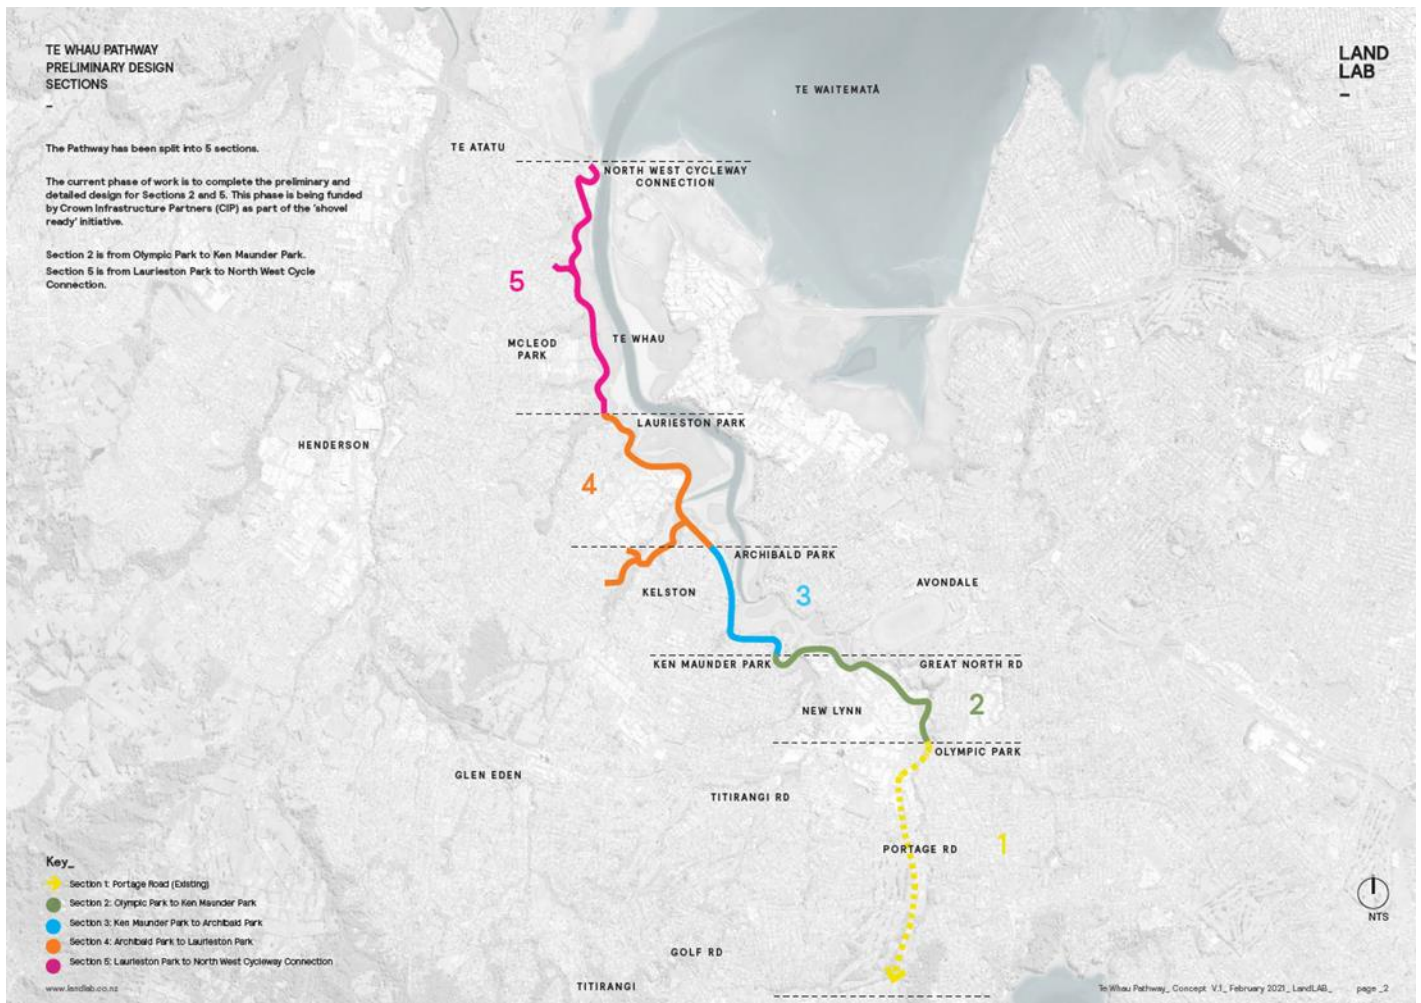 TE WHAU PATHWAY
PRELIMINARY DESIGN
SECTIONS
–
The Pathway has been split into 5 sections.
The current phase of work is to complete the preliminary and
detailed design for Sections 2 and 5. This phase is being funded
by Crown Infrastructure Partners (CIP) as part of the 'shovel
ready' initiative.
Section 2 is from Olympic Park to Ken Maunder Park.
Section 5 is from Laurieston Park to North West Cycle
Connection.
LAND
LAB
–
TE WAITEMATĀ
TE ATATU
NORTH WEST CYCLEWAY
CONNECTION
5
MCLEOD
PARK
TE WHAU
LAURIESTON PARK
HENDERSON
4
ARCHIBALD PARK
KELSTON
3
AVONDALE
KEN MAUNDER PARK
GREAT NORTH RD
NEW LYNN
2
OLYMPIC PARK
GLEN EDEN
TITIRANGI RD
PORTAGE RD
1
GOLF RD
TITIRANGI
Key_
Section 1: Portage Road (Existing)
Section 2: Olympic Park to Ken Maunder Park
Section 3: Ken Maunder Park to Archibald Park
Section 4: Archibald Park to Laurieston Park
Section 5: Laurieston Park to North West Cycleway Connection
NTS
www.landlab.co.nz
Te Whau Pathway_ Concept V.1_ February 2021_ LandLAB_
page _2